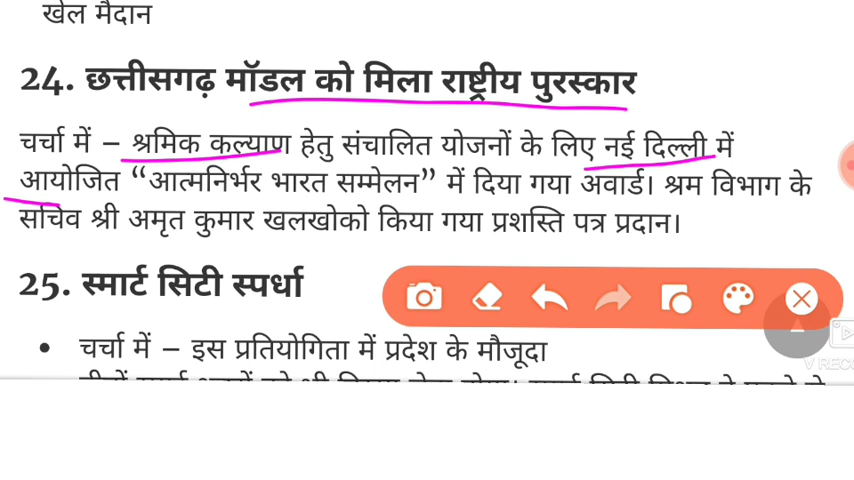 खेल मैदान
24. छत्तीसगढ़ मॉडल को मिला राष्ट्रीय पुरस्कार
चर्चा में – श्रमिक कल्याण हेतु संचालित योजनों के लिए नई दिल्ली में
आयोजित “आत्मनिर्भर भारत सम्मेलन” में दिया गया अवार्ड। श्रम विभाग के
सचिव श्री अमृत कुमार खलखोको किया गया प्रशस्ति पत्र प्रदान।
25. स्मार्ट सिटी स्पर्धा
• चर्चा में – इस प्रतियोगिता में प्रदेश के मौजूदा